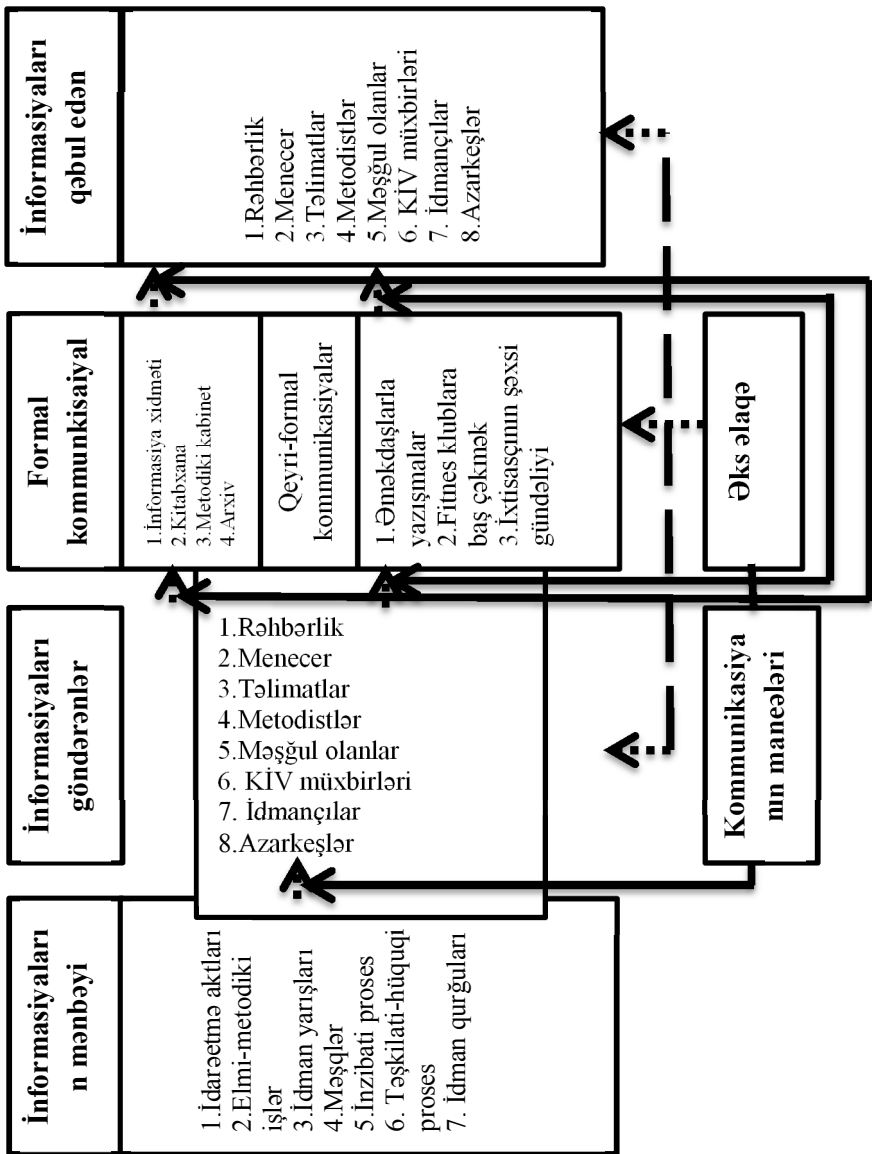 İnformasiyaları
n mənbəyi
1.İdarəetmə aktları
2.Elmi-metodiki
işlər
3.İdman yarışları
4.Məşqlər
5.İnzibati proses
6. Təşkilati-hüquqi
proses
7. İdman qurğuları
İnformasiyaları
göndərənlər
1.Rəhbərlik
2.Menecer
3.Təlimatlar
4.Metodistlər
5.Məşğul olanlar
6. KİV müxbirləri
7. İdmançılar
8.Azarkeşlər
Formal
kommunkisaiyal
1.İnformasiya xidməti
2.Kitabxana
3.Metodiki kabinet
4.Arxiv
Qeyri-formal
kommunikasiyalar
1.Əməkdaşlarla
yazışmalar
2.Fitnes klublara
baş çəkmək
3.İxtisasçının şəxsi
gündəliyi
İnformasiyaları
qəbul edən
1.Rəhbərlik
2.Menecer
3.Təlimatlar
4.Metodistlər
5.Məşğul olanlar
6. KİV müxbirləri
7. İdmançılar
8.Azarkeşlər
Kommunikasiya
nın maneələri
Əks əlaqə